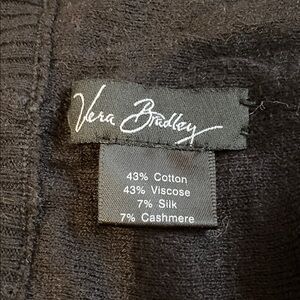 Vera Bradley
43% Cotton
43% Viscose
7% Silk
7% Cashmere